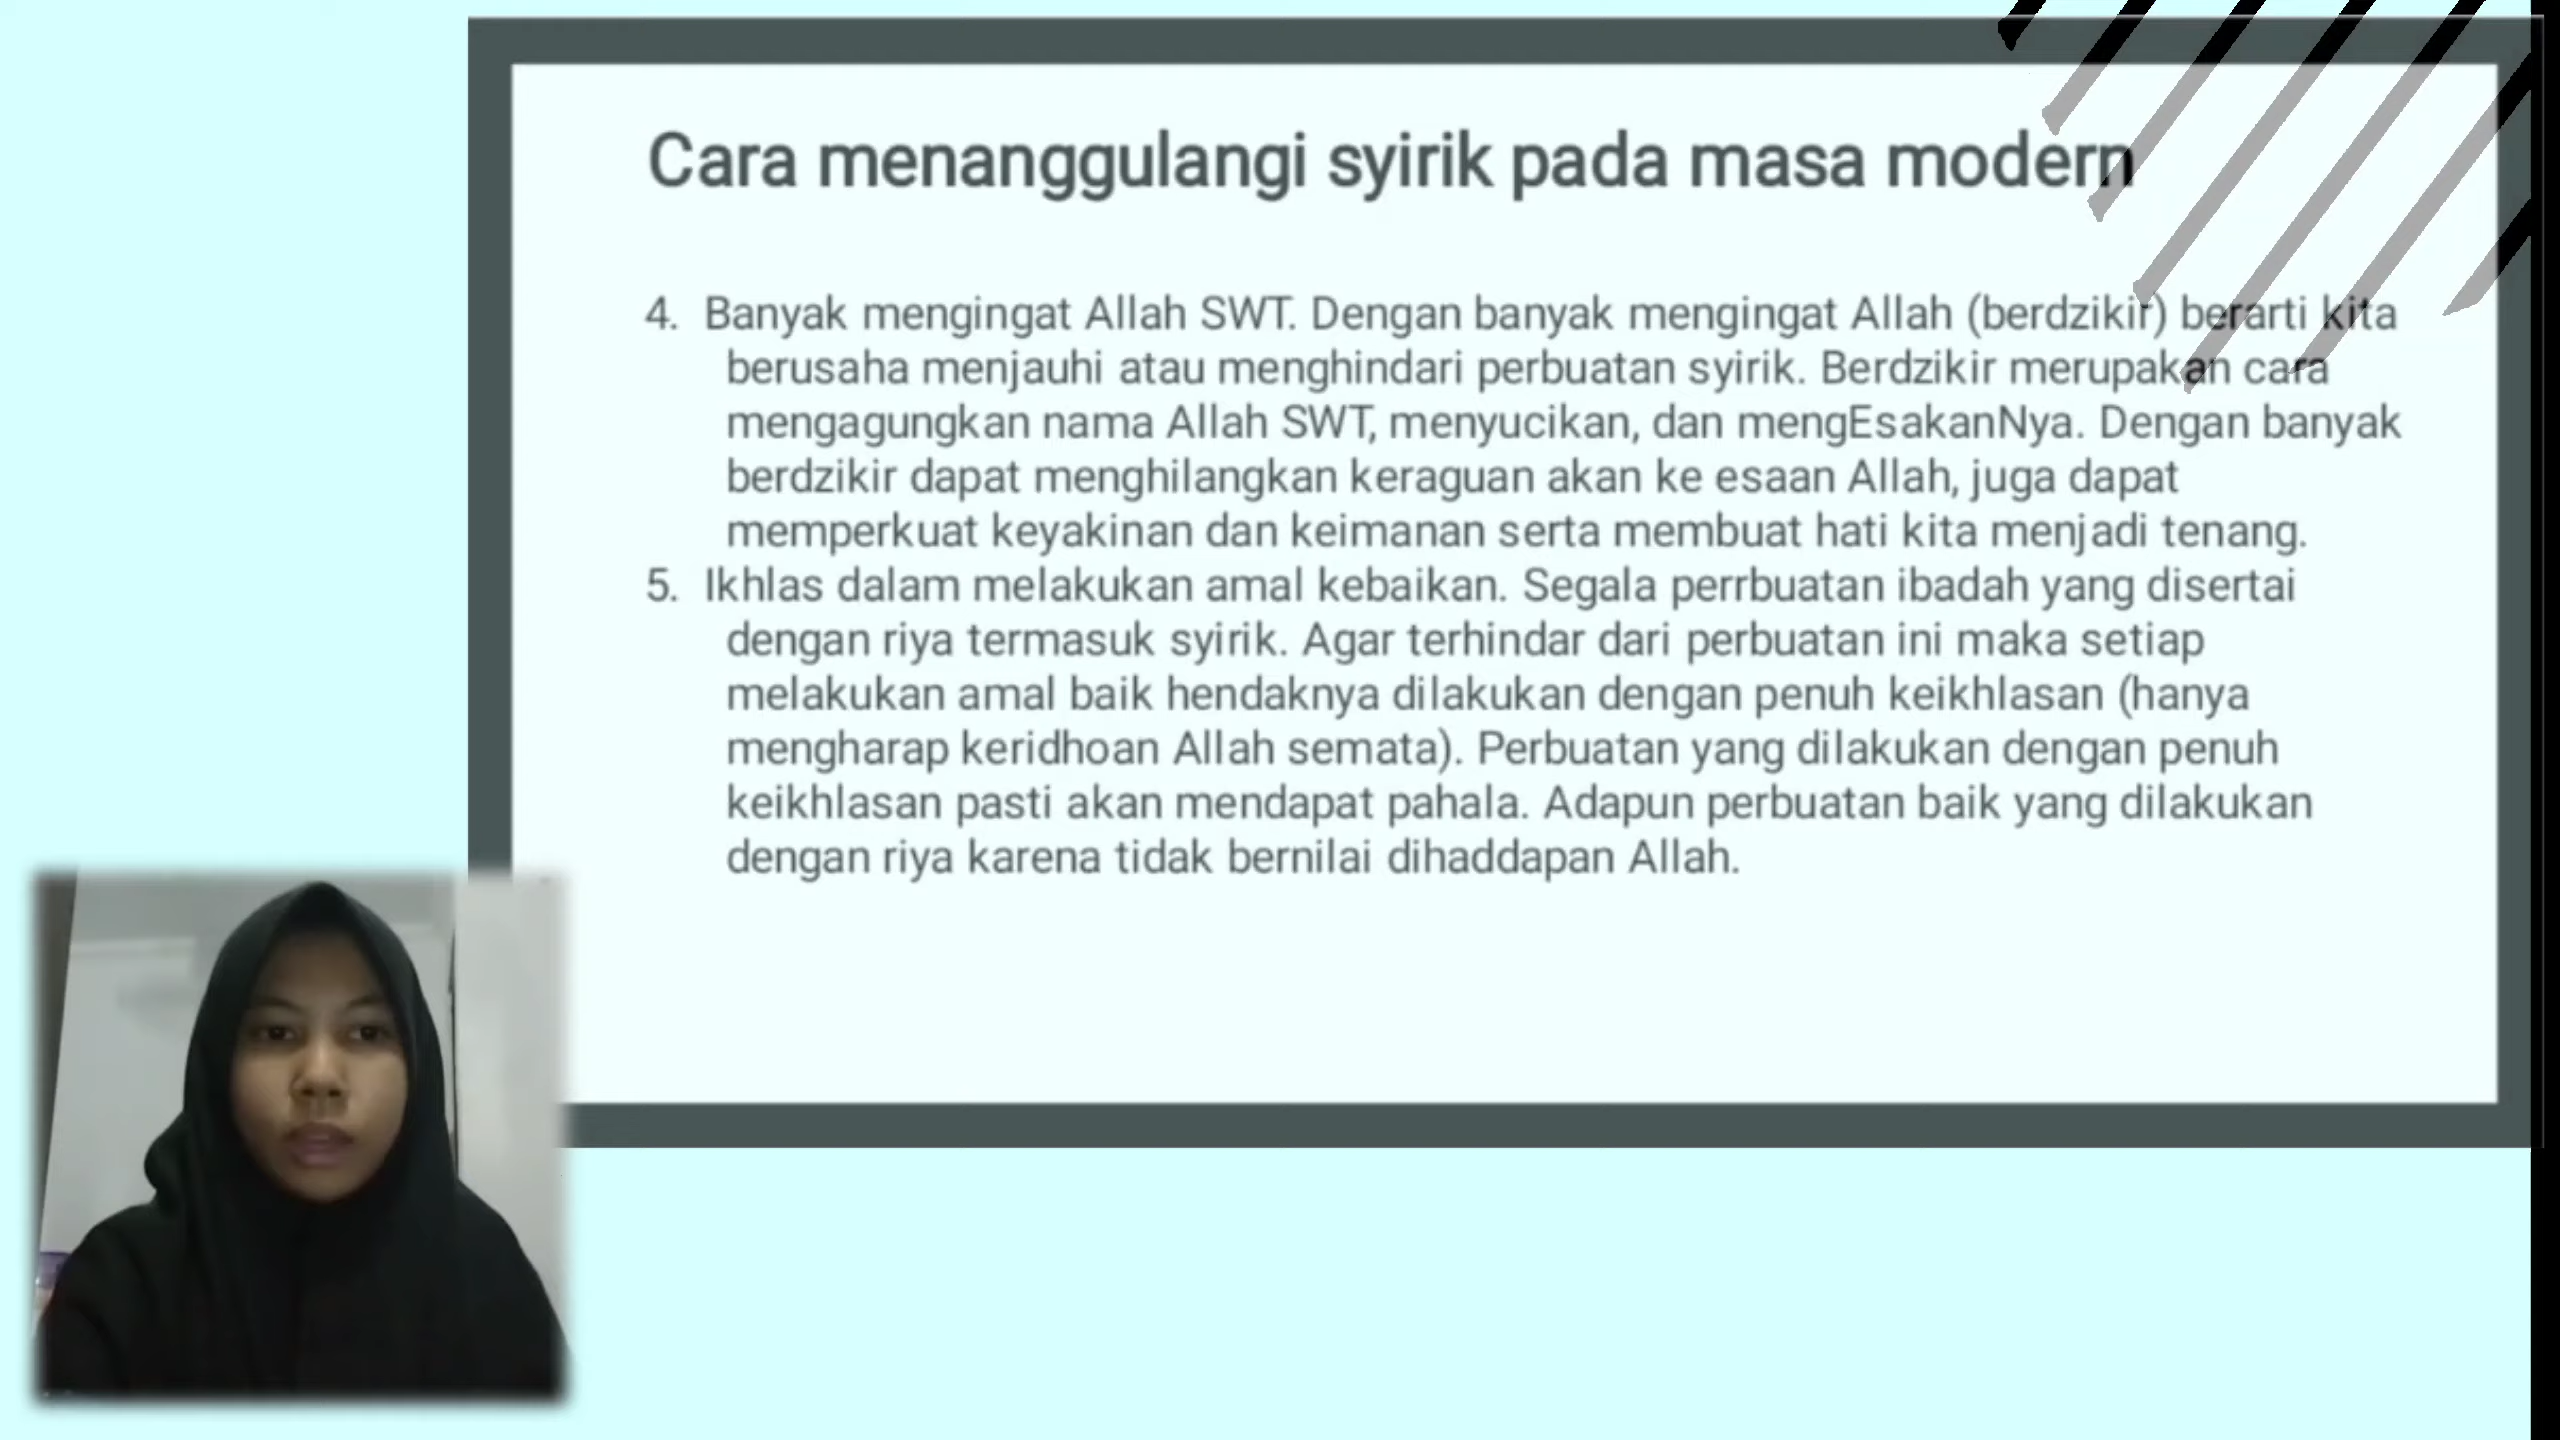 Cara menanggulangi syirik pada masa modern
4. Banyak mengingat Allah SWT. Dengan banyak mengingat Allah (berdzikir) berarti kita
berusaha menjauhi atau menghindari perbuatan syirik. Berdzikir merupakan cara
mengagungkan nama Allah SWT, menyucikan, dan mengEsakanNya. Dengan banyak
berdzikir dapat menghilangkan keraguan akan ke esaan Allah, juga dapat
memperkuat keyakinan dan keimanan serta membuat hati kita menjadi tenang.
5. Ikhlas dalam melakukan amal kebaikan. Segala perrbuatan ibadah yang disertai
dengan riya termasuk syirik. Agar terhindar dari perbuatan ini maka setiap
melakukan amal baik hendaknya dilakukan dengan penuh keikhlasan (hanya
mengharap keridhoan Allah semata). Perbuatan yang dilakukan dengan penuh
keikhlasan pasti akan mendapat pahala. Adapun perbuatan baik yang dilakukan
dengan riya karena tidak bernilai dihaddapan Allah.